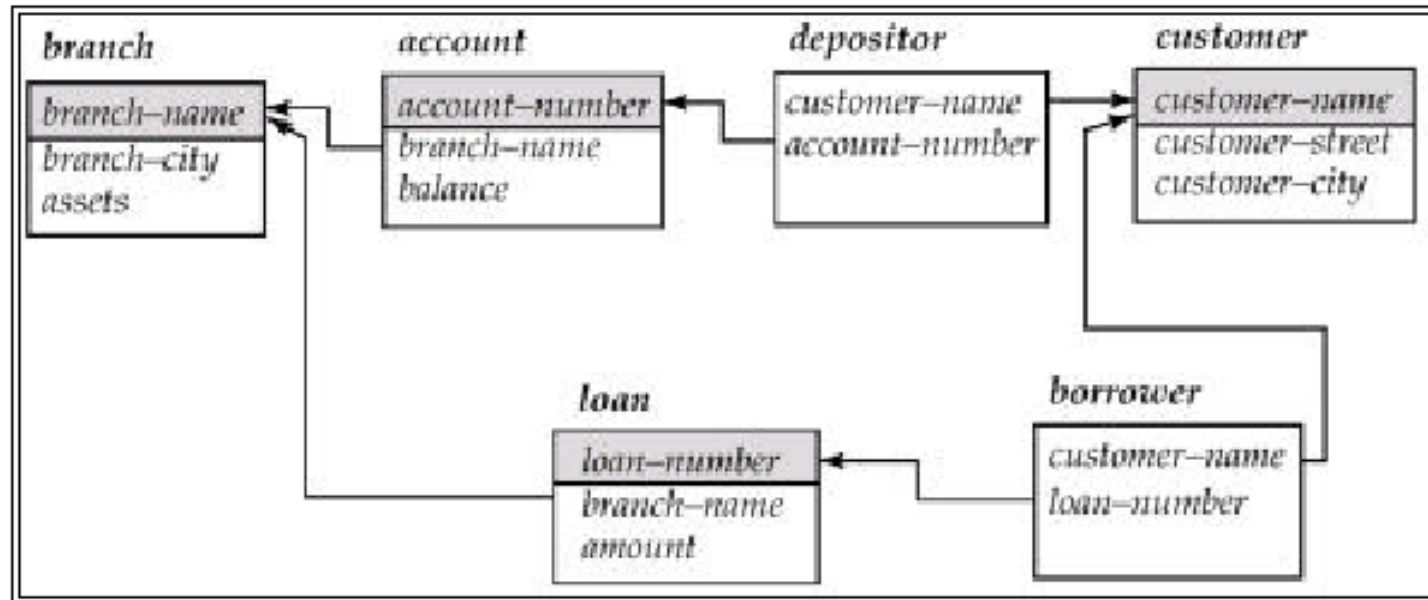 branch
branch–name
branch–city
assets
account
account–number
branch–name
balance
depositor
customer–name
account–number
customer
customer–name
customer–street
customer–city
loan
loan–number
branch–name
amount
borrower
customer–name
loan–number